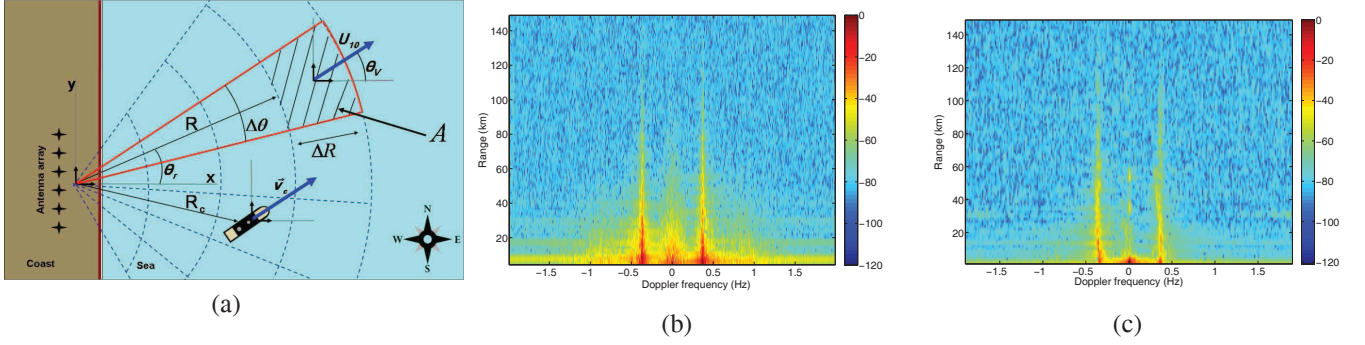 y
Antenna array
R
Δθ
θr
x
Rc
v⃗c
U10
θV
A
ΔR
N
W
E
S
Coast
Sea
(a)
Range (km)
140
120
100
80
60
40
20
-1.5
-1
-0.5
0
0.5
1
1.5
Doppler frequency (Hz)
0
-20
-40
-60
-80
-100
-120
(b)
Range (km)
140
120
100
80
60
40
20
-1.5
-1
-0.5
0
0.5
1
1.5
Doppler frequency (Hz)
0
-20
-40
-60
-80
-100
-120
(c)